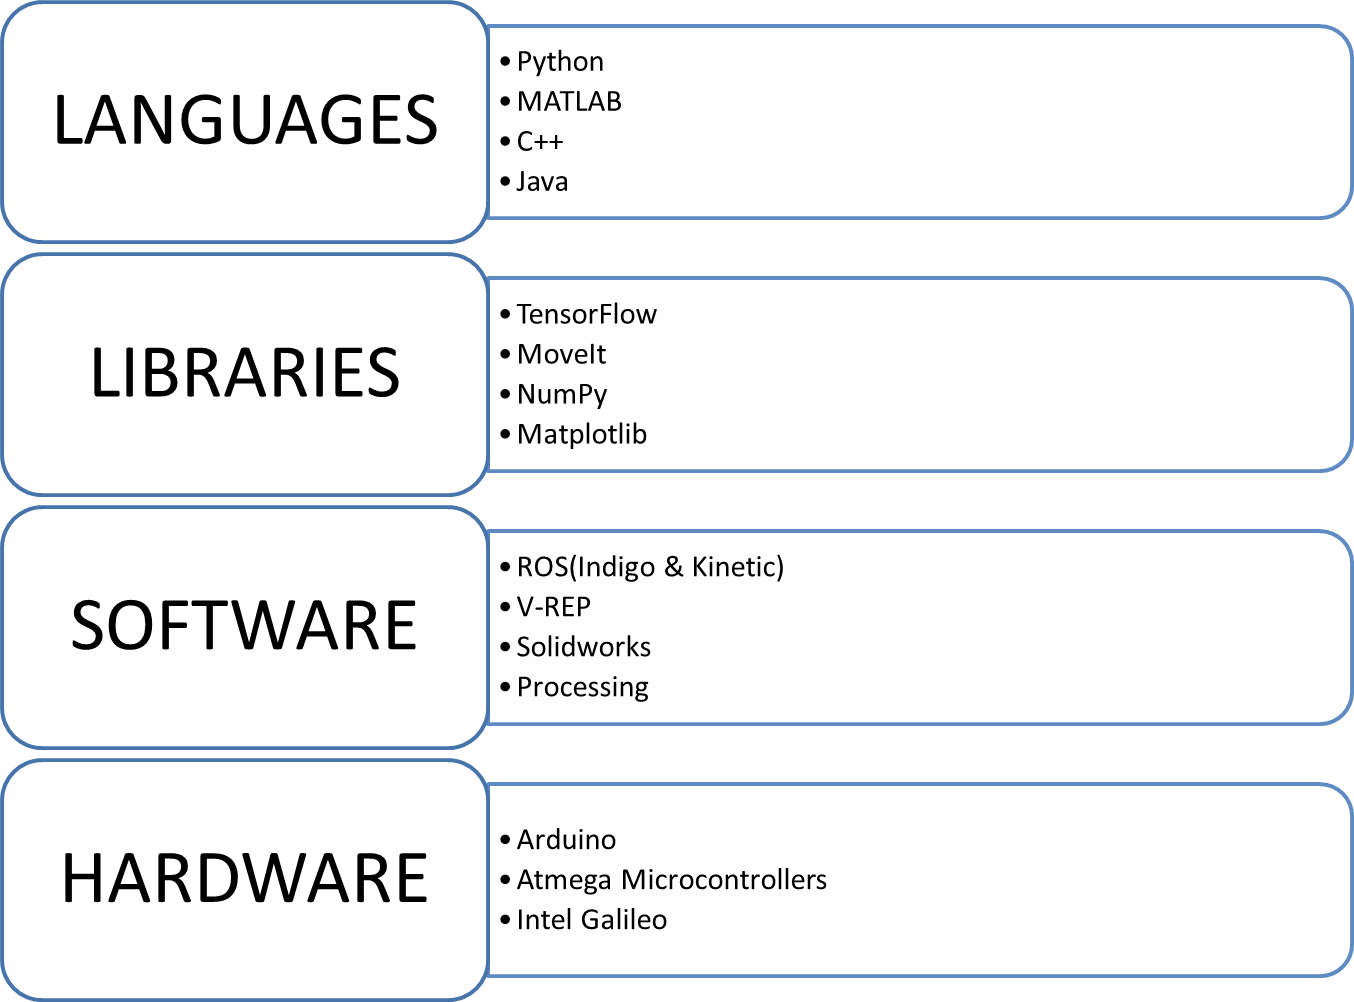 LANGUAGES
• Python
• MATLAB
• C++
• Java
LIBRARIES
• TensorFlow
• MoveIt
• NumPy
• Matplotlib
SOFTWARE
• ROS(Indigo & Kinetic)
• V-REP
• Solidworks
• Processing
HARDWARE
• Arduino
• Atmega Microcontrollers
• Intel Galileo